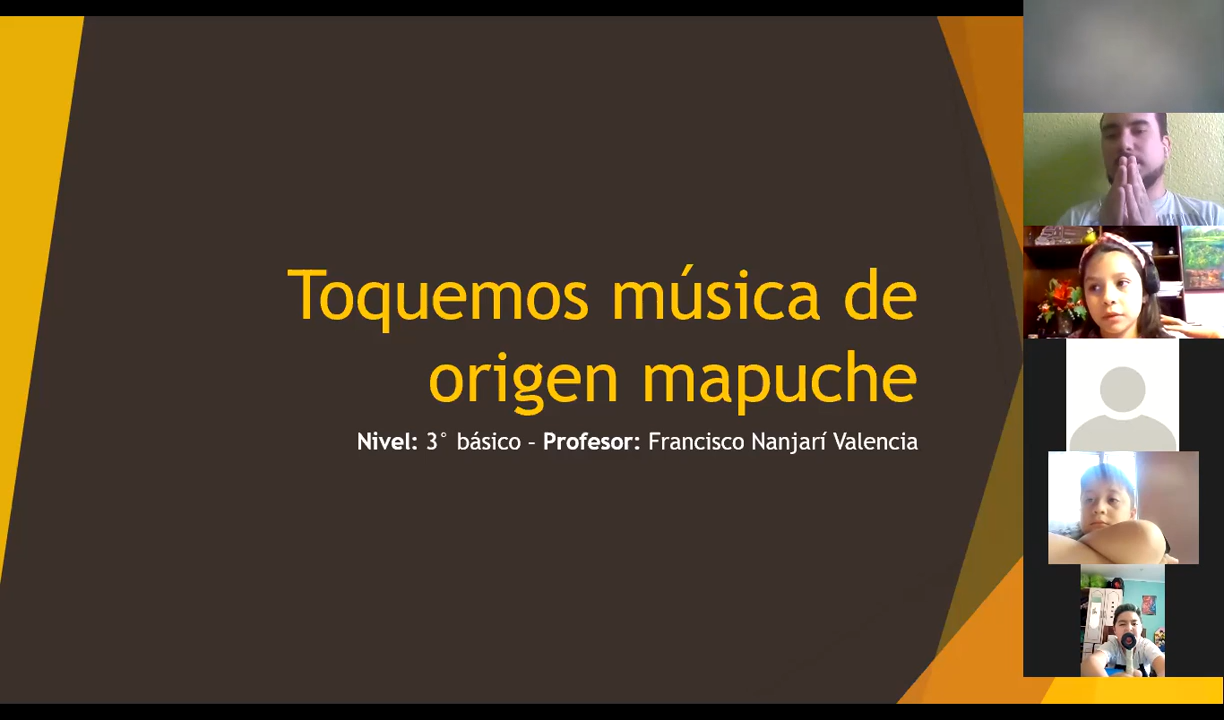 Toquemos música de
origen mapuche
Nivel: 3° básico – Profesor: Francisco Nanjarí Valencia